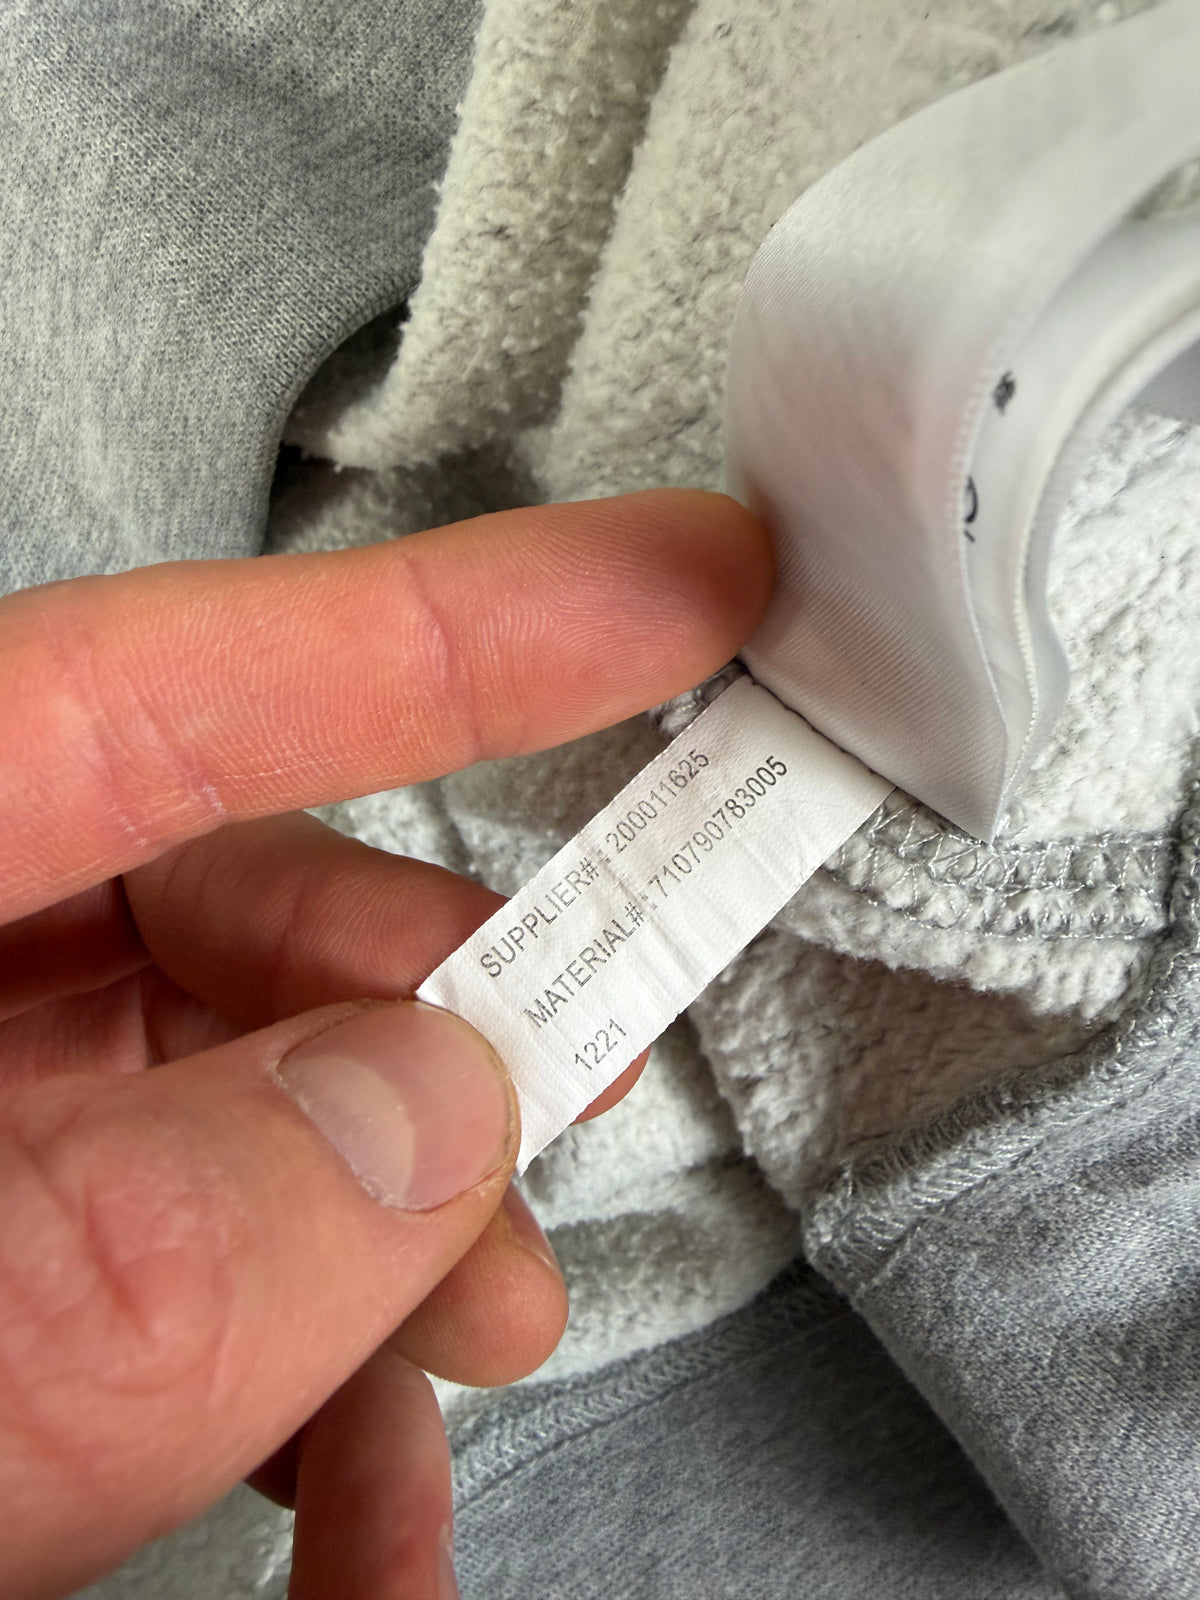 SUPPLIER#: 200011625
MATERIAL#: 710790783005
1221